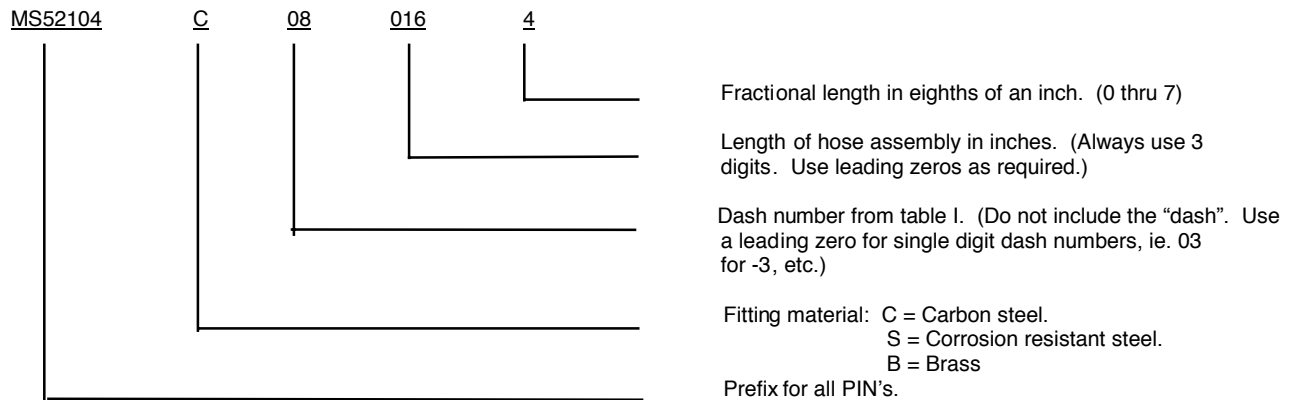 MS52104 C 08 016 4
Fractional length in eighths of an inch. (0 thru 7)
Length of hose assembly in inches. (Always use 3
digits. Use leading zeros as required.)
Dash number from table I. (Do not include the “dash”. Use
a leading zero for single digit dash numbers, ie. 03
for -3, etc.)
Fitting material: C = Carbon steel.
S = Corrosion resistant steel.
B = Brass
Prefix for all PIN's.